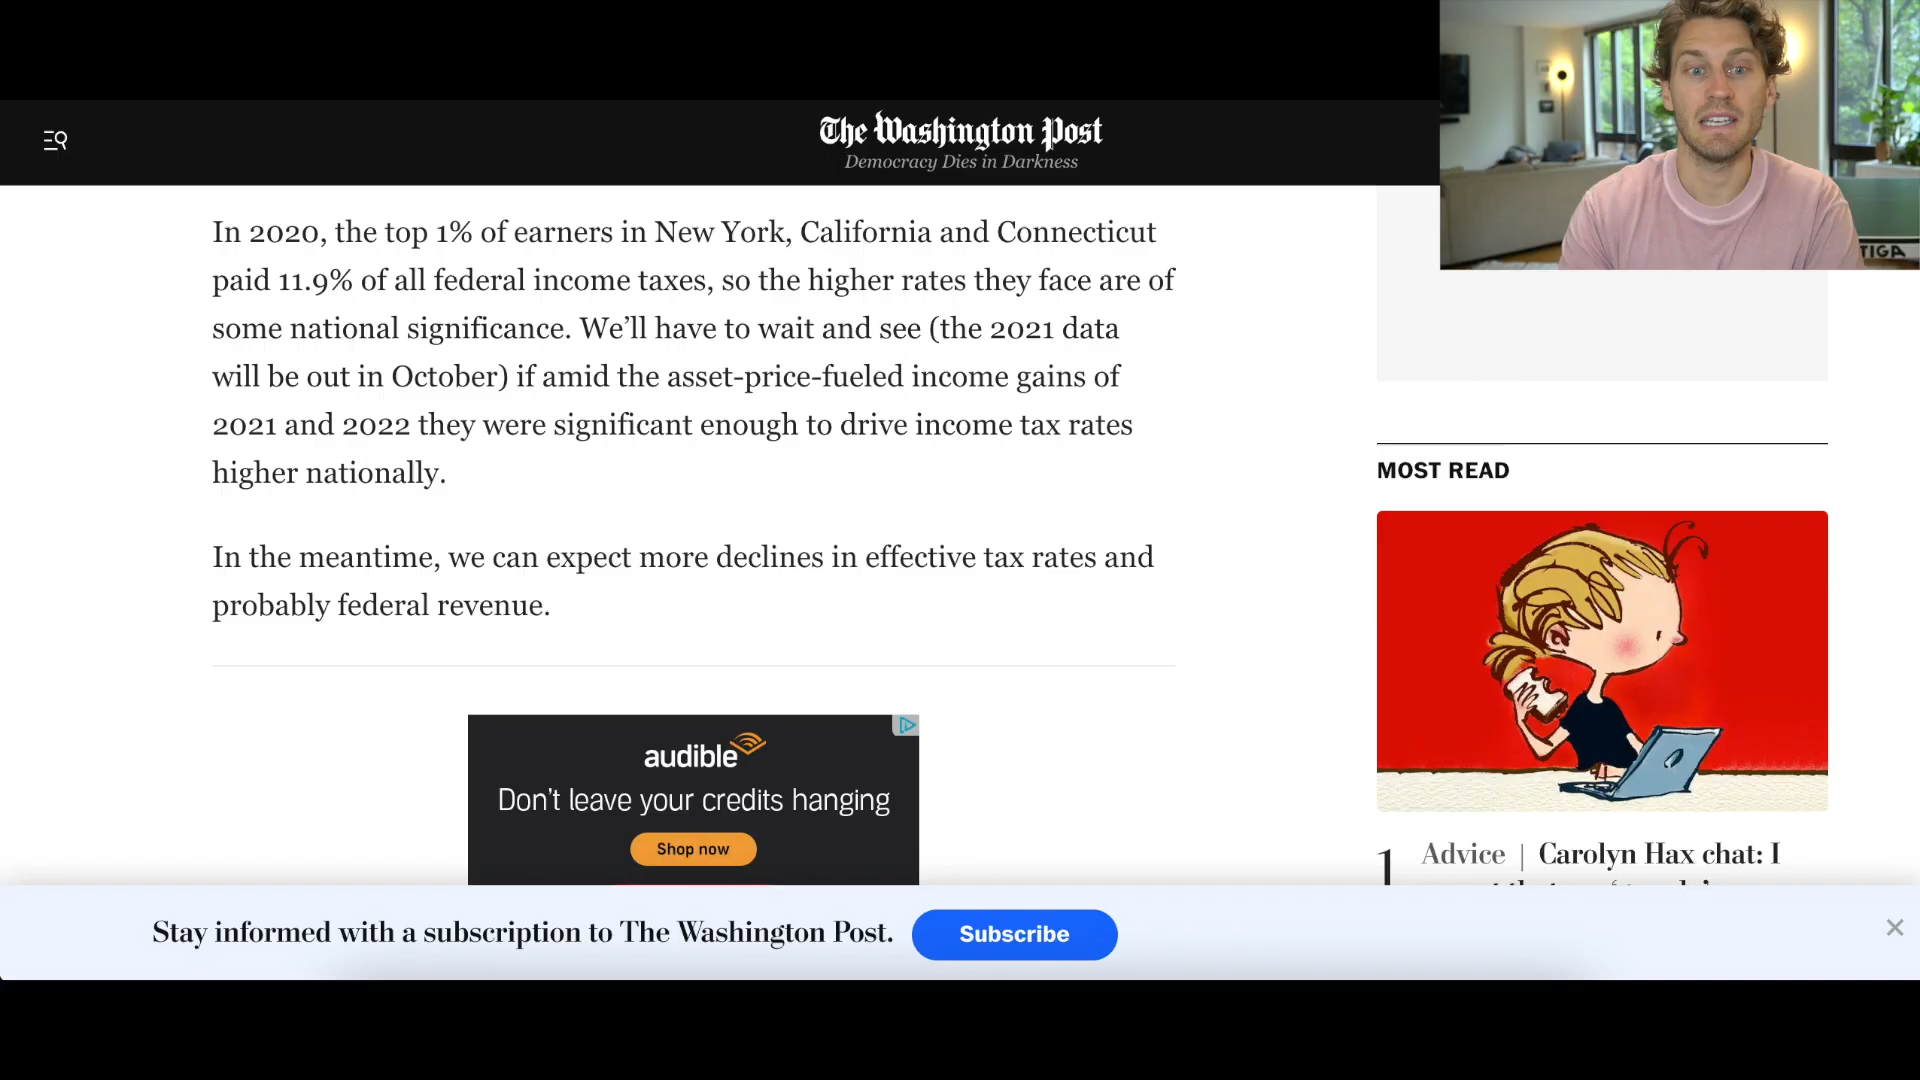 The Washington Post
Democracy Dies in Darkness
TIGA
In 2020, the top 1% of earners in New York, California and Connecticut
paid 11.9% of all federal income taxes, so the higher rates they face are of
some national significance. We’ll have to wait and see (the 2021 data
will be out in October) if amid the asset-price-fueled income gains of
2021 and 2022 they were significant enough to drive income tax rates
higher nationally.
In the meantime, we can expect more declines in effective tax rates and
probably federal revenue.
audible
Don’t leave your credits hanging
Shop now
MOST READ
1
Advice | Carolyn Hax chat: I
Stay informed with a subscription to The Washington Post.
Subscribe